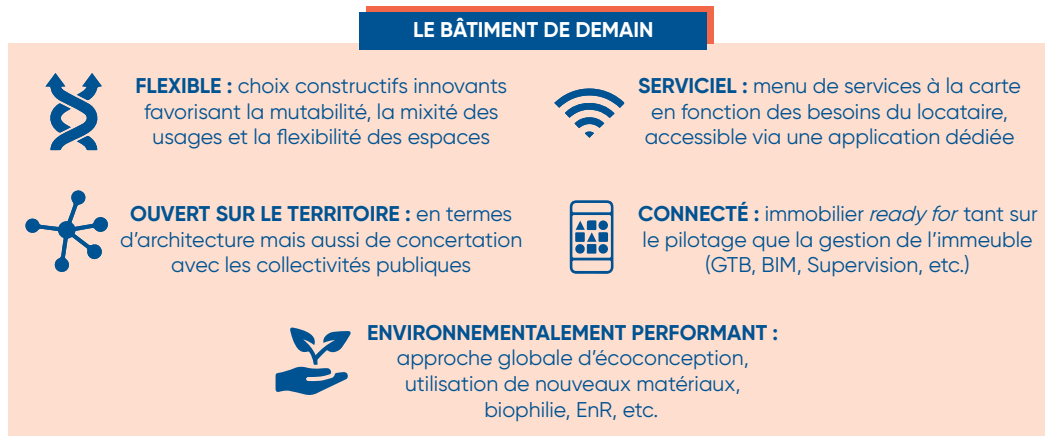 LE BÂTIMENT DE DEMAIN
FLEXIBLE : choix constructifs innovants
favorisant la mutabilité, la mixité des
usages et la flexibilité des espaces
SERVICIEL : menu de services à la carte
en fonction des besoins du locataire,
accessible via une application dédiée
OUVERT SUR LE TERRITOIRE : en termes
d’architecture mais aussi de concertation
avec les collectivités publiques
CONNECTÉ : immobilier ready for tant sur
le pilotage que la gestion de l’immeuble
(GTB, BIM, Supervision, etc.)
ENVIRONNEMENTALEMENT PERFORMANT :
approche globale d’écoconception,
utilisation de nouveaux matériaux,
biophilie, EnR, etc.